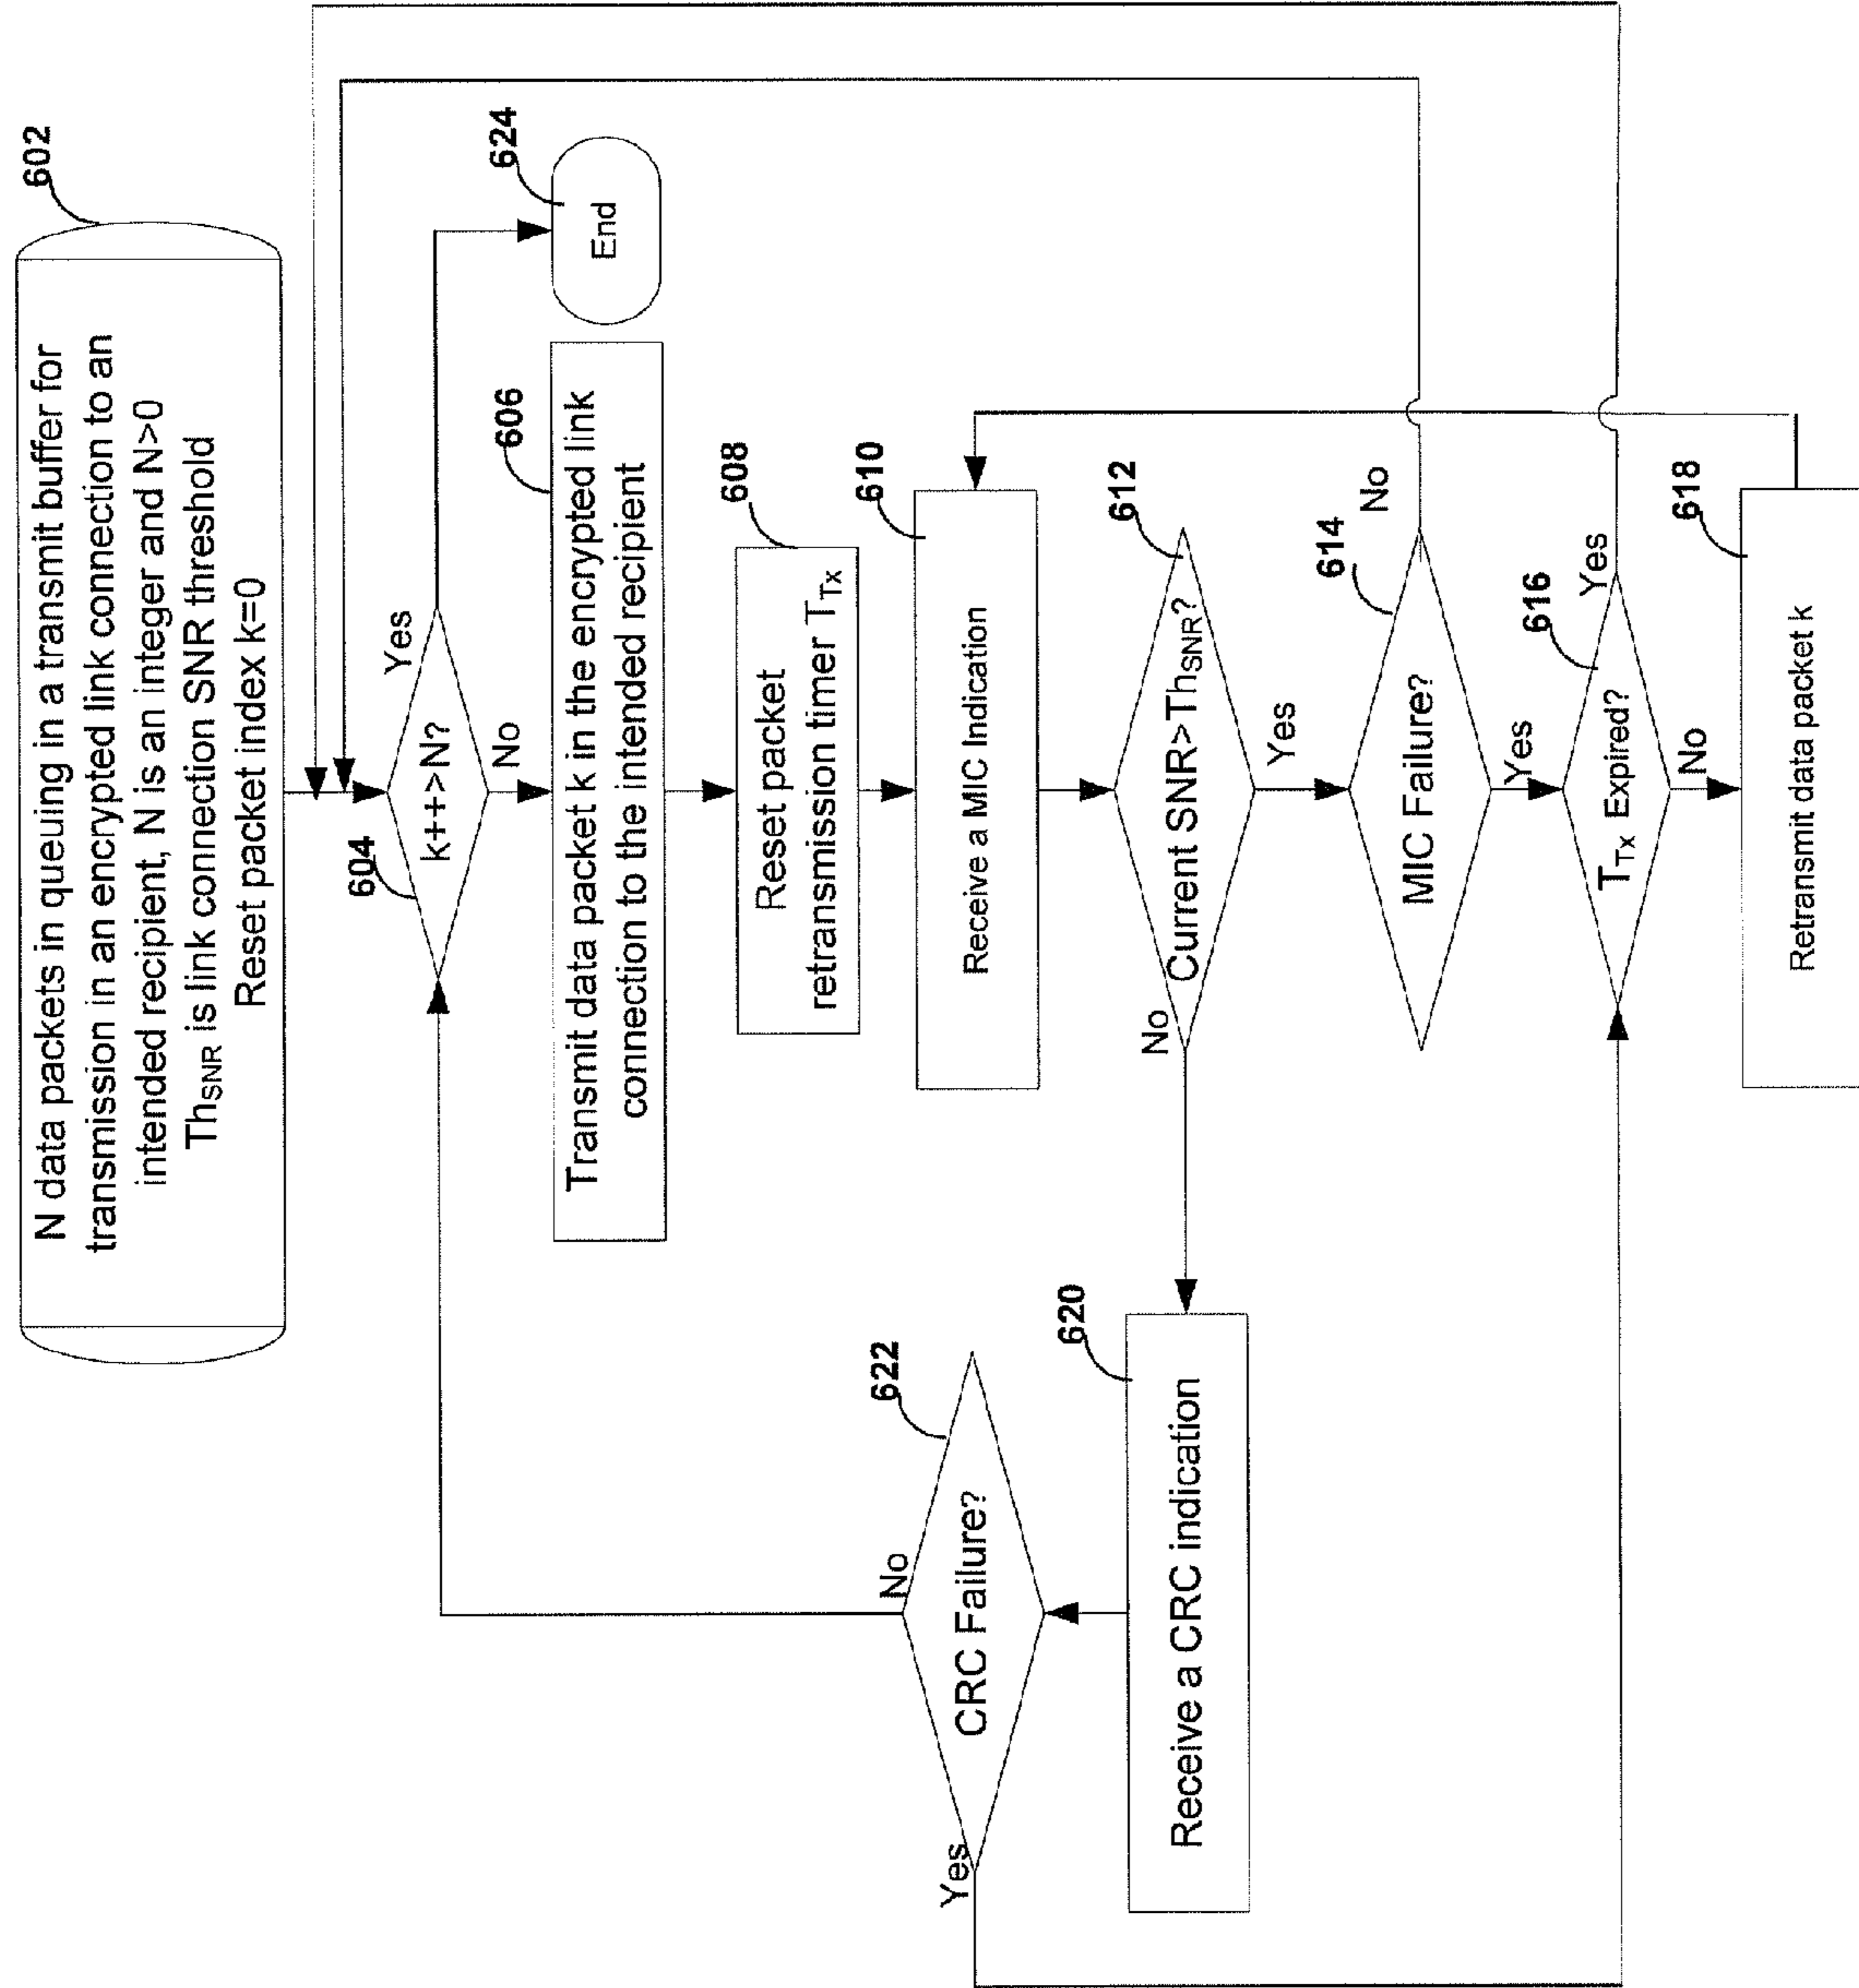 602
N data packets in queuing in a transmit buffer for
transmission in an encrypted link connection to an
intended recipient, N is an integer and N>0
ThSNR is link connection SNR threshold
Reset packet index k=0
604
k++>N?
Yes
No
624
End
606
Transmit data packet k in the encrypted link
connection to the intended recipient
608
Reset packet
retransmission timer TTx
610
Receive a MIC Indication
612
Current SNR>ThSNR?
No
Yes
614
MIC Failure?
No
Yes
616
TTx Expired?
Yes
No
618
Retransmit data packet k
620
Receive a CRC indication
622
CRC Failure?
No
Yes